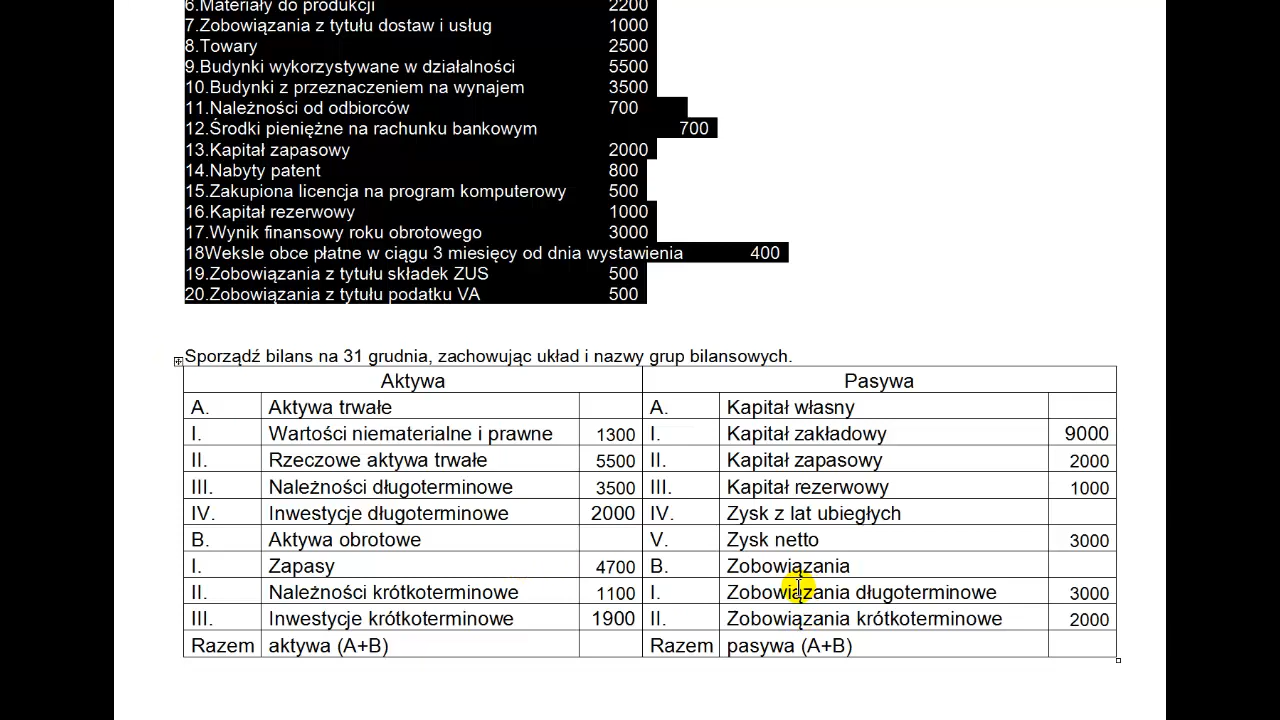 6.Materiały do produkcji 2200
7.Zobowiązania z tytułu dostaw i usług 1000
8.Towary 2500
9.Budynki wykorzystywane w działalności 5500
10.Budynki z przeznaczeniem na wynajem 3500
11.Należności od odbiorców 700
12.Środki pieniężne na rachunku bankowym 700
13.Kapitał zapasowy 2000
14.Nabyty patent 800
15.Zakupiona licencja na program komputerowy 500
16.Kapitał rezerwowy 1000
17.Wynik finansowy roku obrotowego 3000
18Weksle obce płatne w ciągu 3 miesięcy od dnia wystawienia 400
19.Zobowiązania z tytułu składek ZUS 500
20.Zobowiązania z tytułu podatku VA 500
Sporządź bilans na 31 grudnia, zachowując układ i nazwy grup bilansowych.
Aktywa Pasywa
A. Aktywa trwałe A. Kapitał własny
I. Wartości niematerialne i prawne 1300 I. Kapitał zakładowy 9000
II. Rzeczowe aktywa trwałe 5500 II. Kapitał zapasowy 2000
III. Należności długoterminowe 3500 III. Kapitał rezerwowy 1000
IV. Inwestycje długoterminowe 2000 IV. Zysk z lat ubiegłych
B. Aktywa obrotowe V. Zysk netto 3000
I. Zapasy 4700 B. Zobowiązania
II. Należności krótkoterminowe 1100 I. Zobowiązania długoterminowe 3000
III. Inwestycje krótkoterminowe 1900 II. Zobowiązania krótkoterminowe 2000
Razem aktywa (A+B) Razem pasywa (A+B)